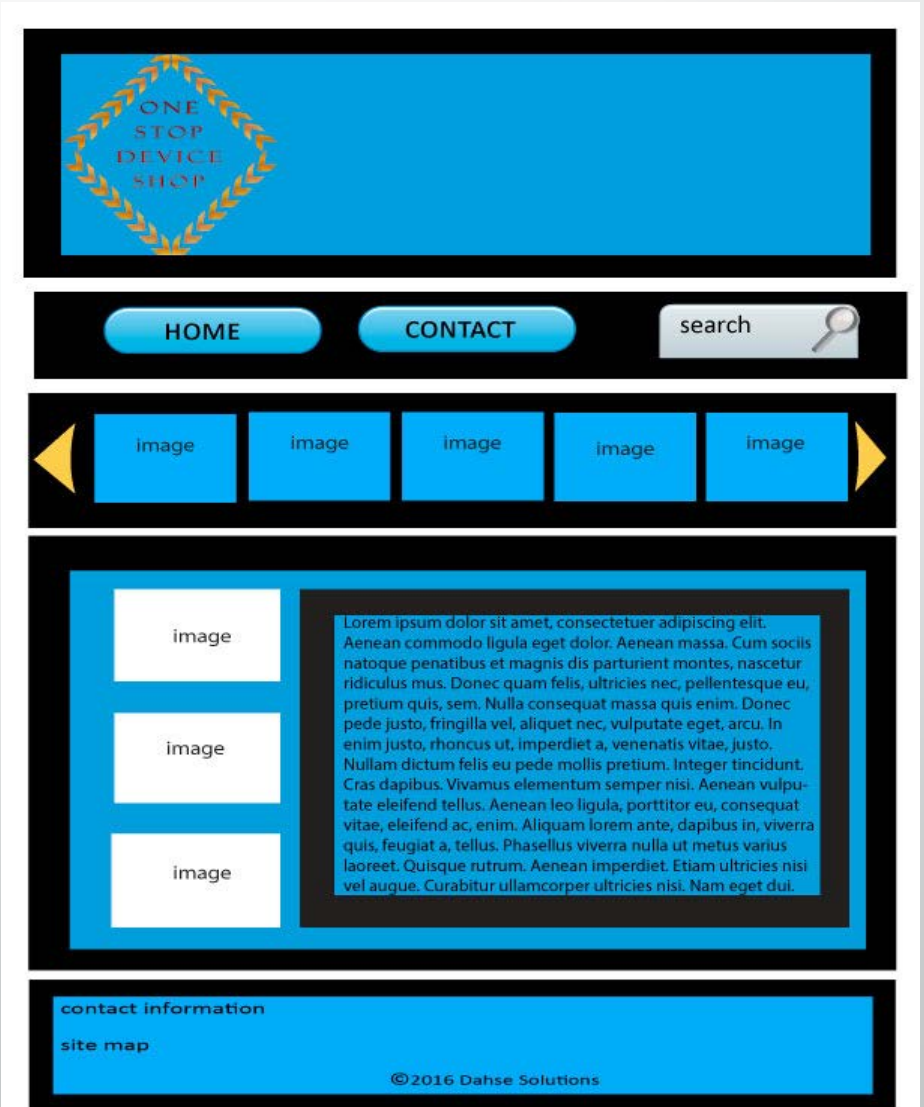 ONE
STOP
DEVICE
SHOP
HOME
CONTACT
search
image
image
image
image
image
image
image
image
Lorem ipsum dolor sit amet, consectetuer adipiscing elit.
Aenean commodo ligula eget dolor. Aenean massa. Cum sociis
natoque penatibus et magnis dis parturient montes, nascetur
ridiculus mus. Donec quam felis, ultricies nec, pellentesque eu,
pretium quis, sem. Nulla consequat massa quis enim. Donec
pede justo, fringilla vel, aliquet nec, vulputate eget, arcu. In
enim justo, rhoncus ut, imperdiet a, venenatis vitae, justo.
Nullam dictum felis eu pede mollis pretium. Integer tincidunt.
Cras dapibus. Vivamus elementum semper nisi. Aenean vulpu-
tate eleifend tellus. Aenean leo ligula, porttitor eu, consequat
vitae, eleifend ac, enim. Aliquam lorem ante, dapibus in, viverra
quis, feugiat a, tellus. Phasellus viverra nulla ut metus varius
laoreet. Quisque rutrum. Aenean imperdiet. Etiam ultricies nisi
vel augue. Curabitur ullamcorper ultricies nisi. Nam eget dui.
contact information
site map
©2016 Dahse Solutions